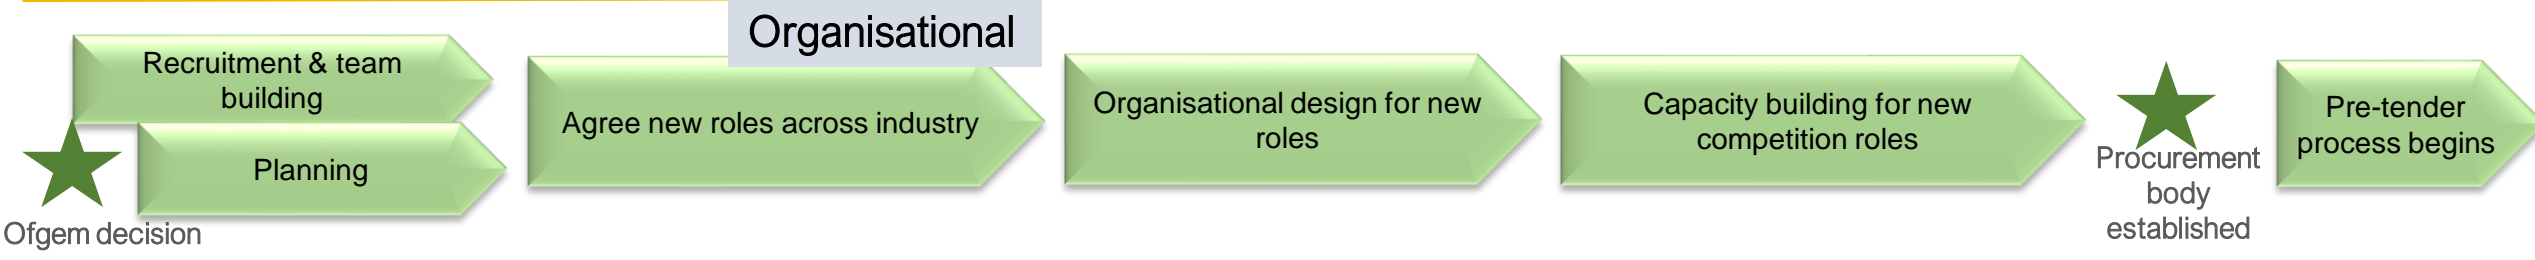 Organisational
Recruitment & team
building
Planning
Ofgem decision
Agree new roles across industry
Organisational design for new
roles
Capacity building for new
competition roles
Procurement
body
established
Pre-tender
process begins